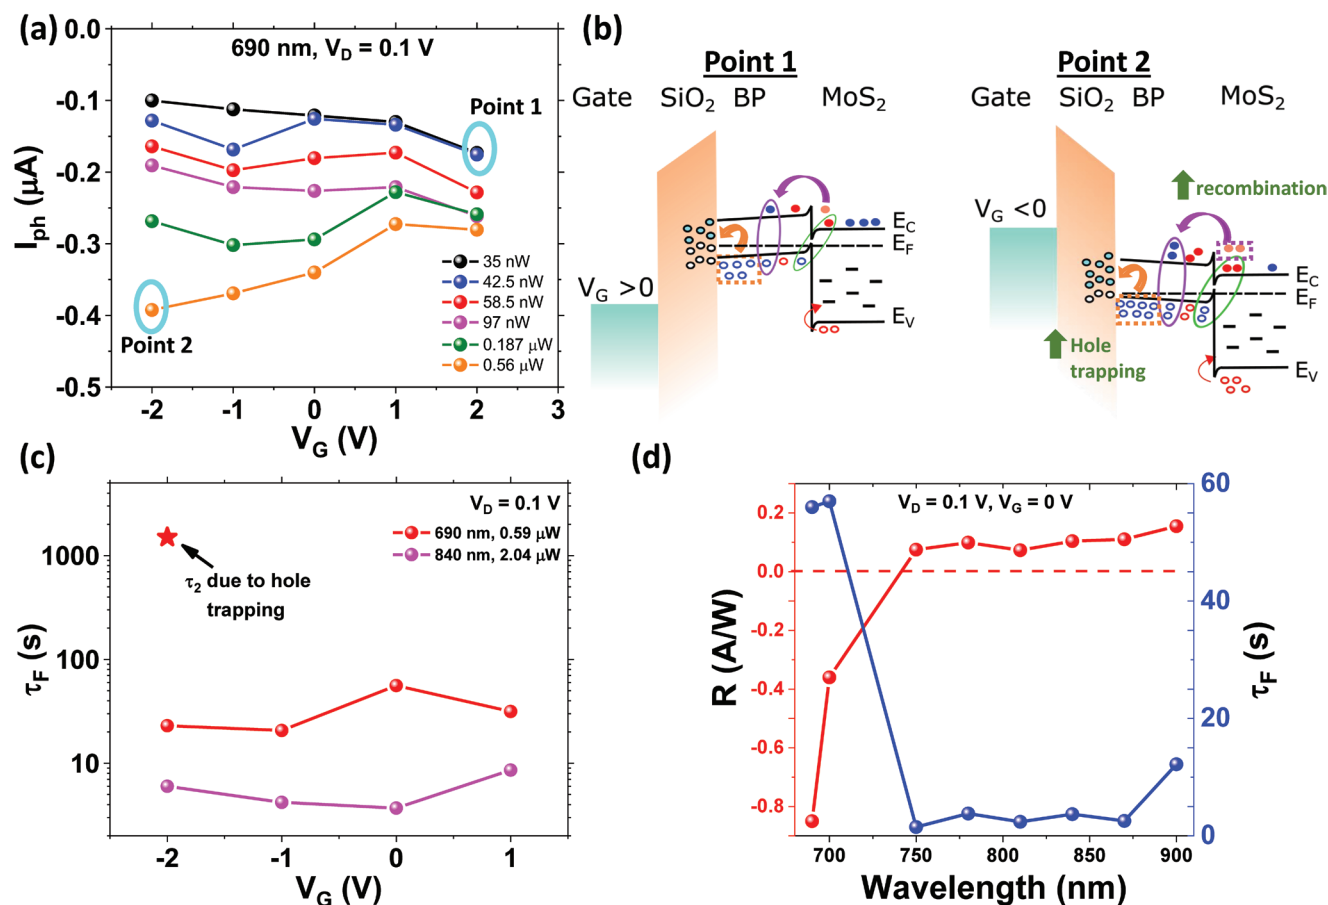 (a)
690 nm, V_D = 0.1 V
0.0
-0.1
-0.2
-0.3
-0.4
-0.5
I_ph (μA)
Point 1
Point 2
35 nW
42.5 nW
58.5 nW
97 nW
0.187 μW
0.56 μW
-2 -1 0 1 2 3
V_G (V)
(b)
Point 1
Gate SiO₂ BP MoS₂
V_G >0
E_C
E_F
E_V
Point 2
Gate SiO₂ BP MoS₂
recombination
V_G <0
E_C
E_F
Hole
trapping
E_V
(c)
V_D = 0.1 V
690 nm, 0.59 μW
840 nm, 2.04 μW
τ₂ due to hole
trapping
1000
100
10
τ_F (s)
-2 -1 0 1
V_G (V)
(d)
V_D = 0.1 V, V_G = 0 V
0.2
0.0
-0.2
-0.4
-0.6
-0.8
R (A/W)
60
40
20
0
τ_F (s)
700 750 800 850 900
Wavelength (nm)